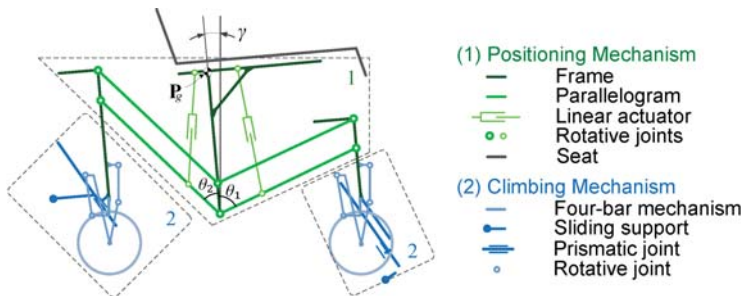 γ
1
P_g
θ₂ θ₁
2
2
(1) Positioning Mechanism
Frame
Parallelogram
Linear actuator
Rotative joints
Seat
(2) Climbing Mechanism
Four-bar mechanism
Sliding support
Prismatic joint
Rotative joint